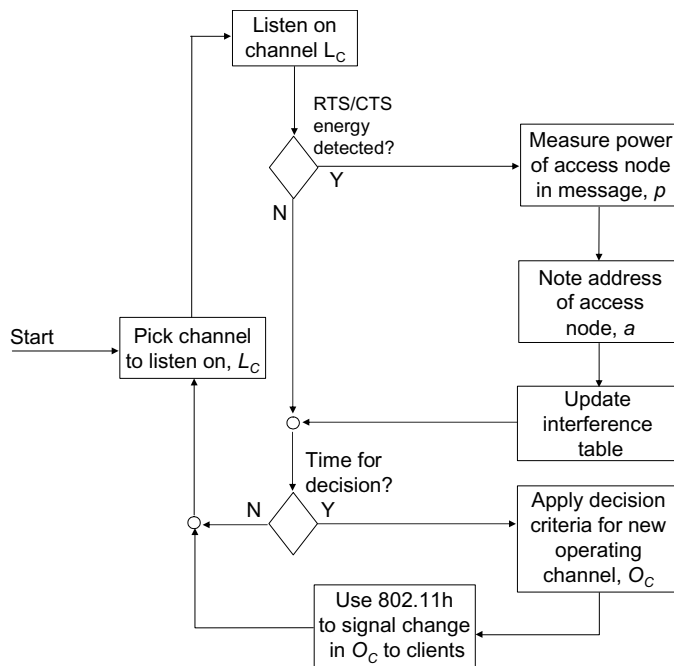 Listen on
channel L_C
RTS/CTS
energy
detected?
Y
N
Measure power
of access node
in message, p
Note address
of access
node, a
Start
Pick channel
to listen on, L_C
Update
interference
table
Time for
decision?
N
Y
Apply decision
criteria for new
operating
channel, O_C
Use 802.11h
to signal change
in O_C to clients